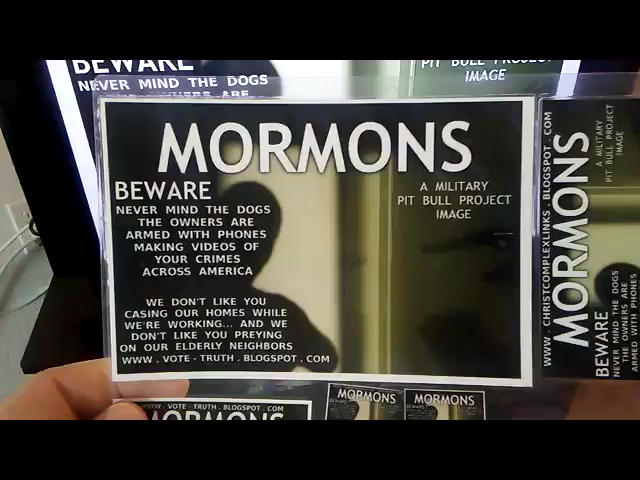 BEWARE
NEVER MIND THE DOGS
PIT BULL PROJECT
IMAGE
MORMONS
BEWARE
NEVER MIND THE DOGS
THE OWNERS ARE
ARMED WITH PHONES
MAKING VIDEOS OF
YOUR CRIMES
ACROSS AMERICA
WE DON'T LIKE YOU
CASING OUR HOMES WHILE
WE'RE WORKING... AND WE
DON'T LIKE YOU PREYING
ON OUR ELDERLY NEIGHBORS
WWW . VOTE - TRUTH . BLOGSPOT . COM
A MILITARY
PIT BULL PROJECT
IMAGE
WWW . CHRISTCOMPLEXLINKS . BLOGSPOT . COM
MORMONS
BEWARE
NEVER MIND THE DOGS
THE OWNERS ARE
ARMED WITH PHONES
A MILITARY
PIT BULL PROJECT
IMAGE
WWW . VOTE - TRUTH . BLOGSPOT . COM
MORMONS
MORMONS
MORMONS